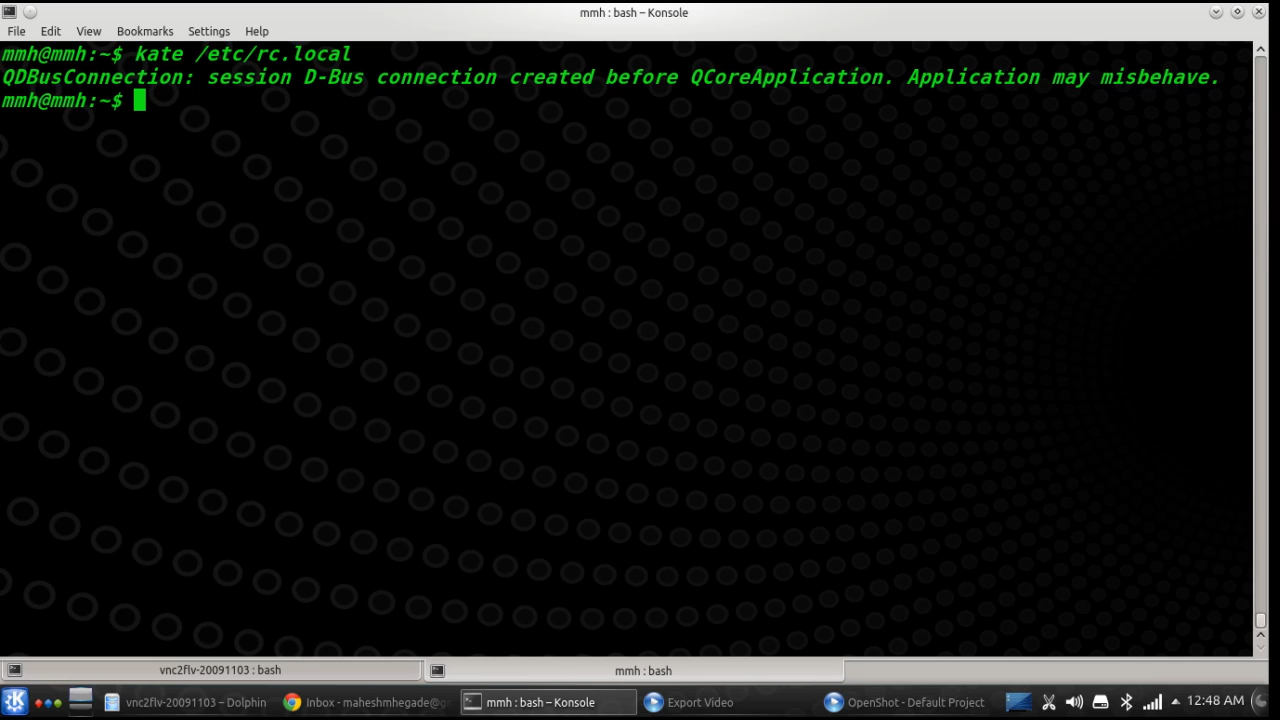 mmh : bash – Konsole
File Edit View Bookmarks Settings Help
mmh@mmh:~$ kate /etc/rc.local
QDBusConnection: session D-Bus connection created before QCoreApplication. Application may misbehave.
mmh@mmh:~$
vnc2flv-20091103 : bash
mmh : bash
vnc2flv-20091103 – Dolphin
Inbox - maheshmhegade@g
mmh : bash – Konsole
Export Video
OpenShot - Default Project
12:48 AM